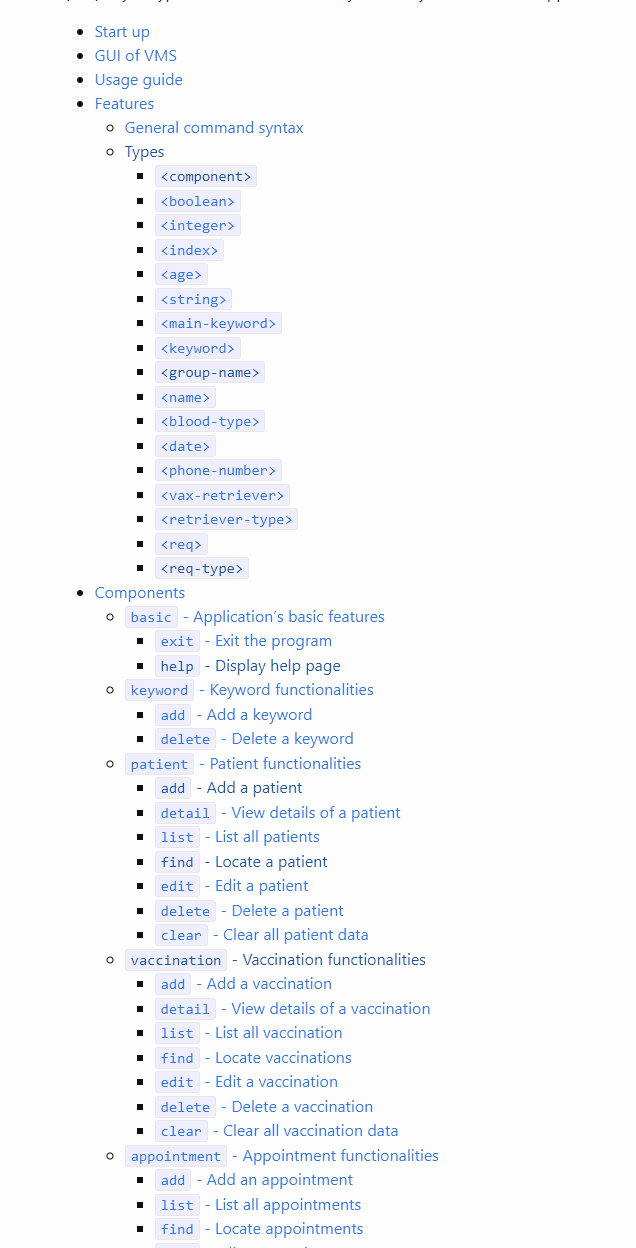 Start up
GUI of VMS
Usage guide
Features
General command syntax
Types
<component>
<boolean>
<integer>
<index>
<age>
<string>
<main-keyword>
<keyword>
<group-name>
<name>
<blood-type>
<date>
<phone-number>
<vax-retriever>
<retriever-type>
<req>
<req-type>
Components
basic - Application’s basic features
exit - Exit the program
help - Display help page
keyword - Keyword functionalities
add - Add a keyword
delete - Delete a keyword
patient - Patient functionalities
add - Add a patient
detail - View details of a patient
list - List all patients
find - Locate a patient
edit - Edit a patient
delete - Delete a patient
clear - Clear all patient data
vaccination - Vaccination functionalities
add - Add a vaccination
detail - View details of a vaccination
list - List all vaccination
find - Locate vaccinations
edit - Edit a vaccination
delete - Delete a vaccination
clear - Clear all vaccination data
appointment - Appointment functionalities
add - Add an appointment
list - List all appointments
find - Locate appointments